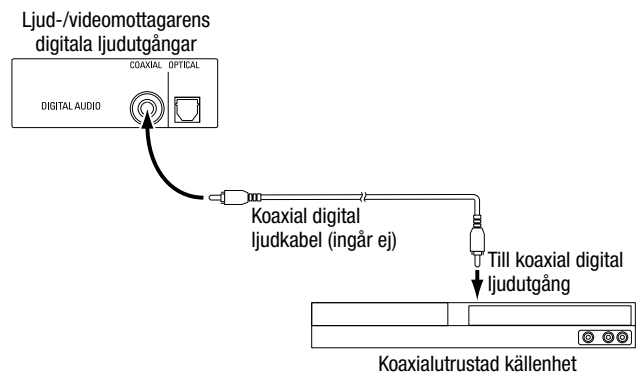 Ljud-/videomottagarens
digitala ljudutgångar
COAXIAL OPTICAL
DIGITAL AUDIO
Koaxial digital
ljudkabel (ingår ej)
Till koaxial digital
ljudutgång
Koaxialutrustad källenhet